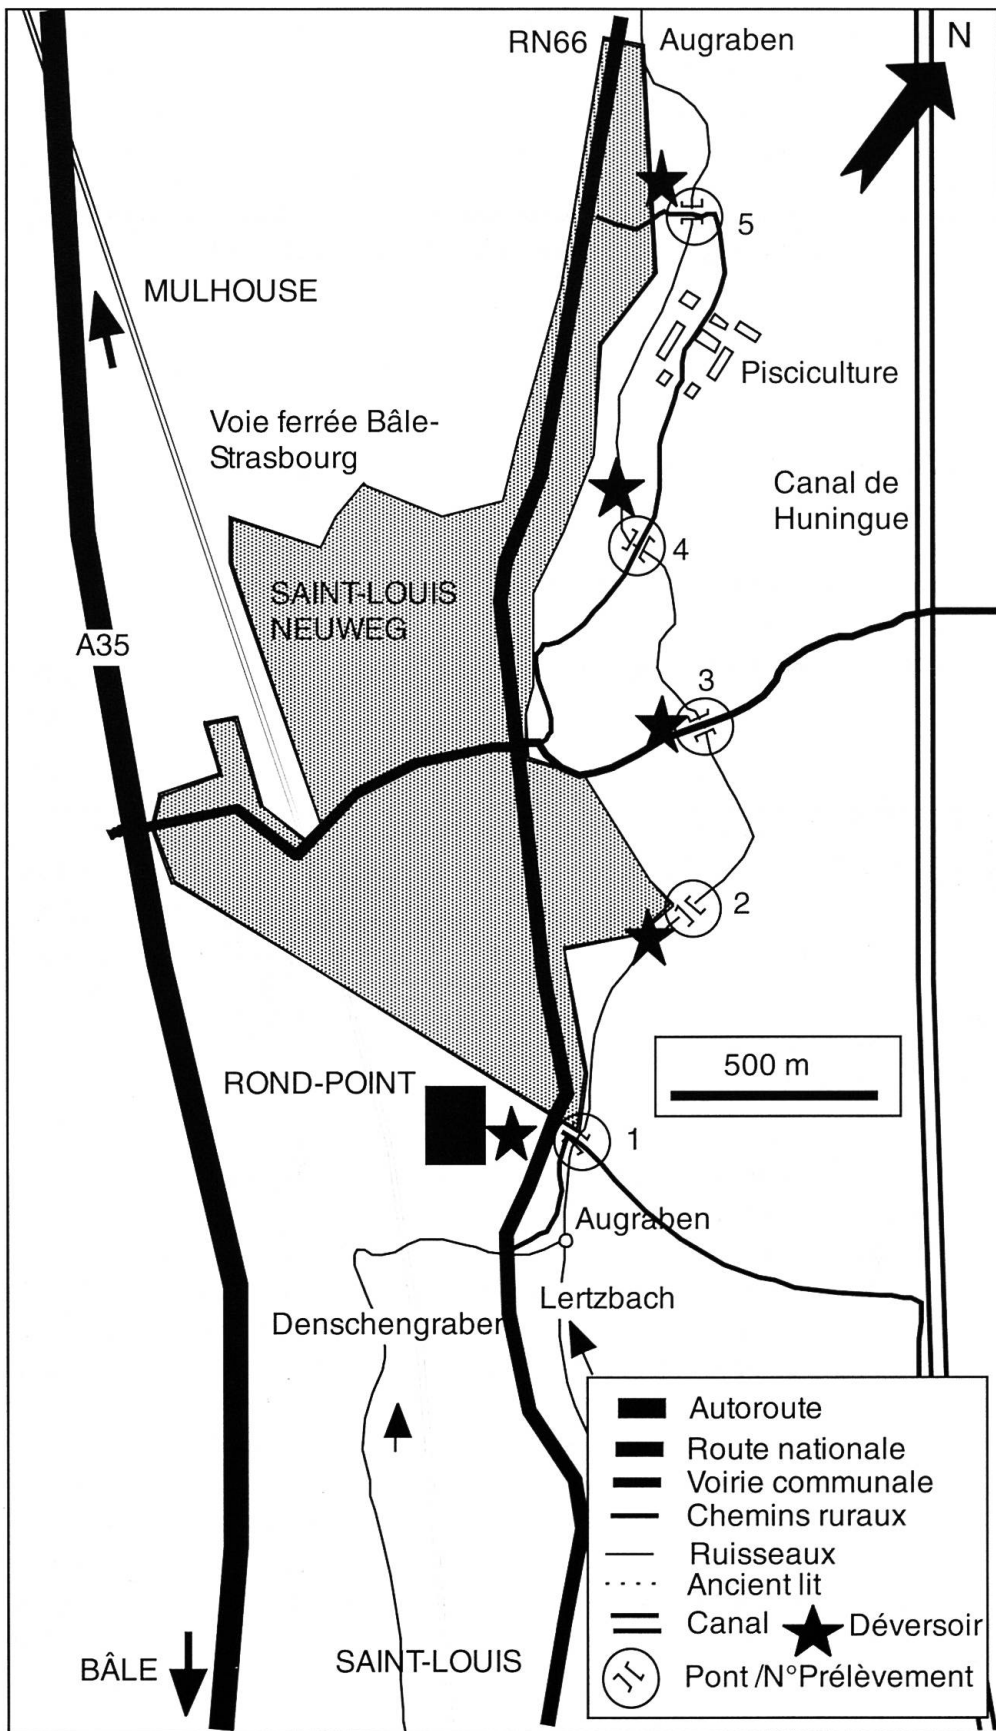 RN66
Augraben
N
5
MULHOUSE
Pisciculture
Voie ferrée Bâle-
Strasbourg
Canal de
Huningue
4
SAINT-LOUIS
NEUWEG
A35
3
2
500 m
ROND-POINT
1
Augraben
Lertzbach
Denschengraben
Autoroute
Route nationale
Voirie communale
Chemins ruraux
Ruisseaux
Ancient lit
Canal
Déversoir
Pont /N°Prélèvement
BÂLE
SAINT-LOUIS